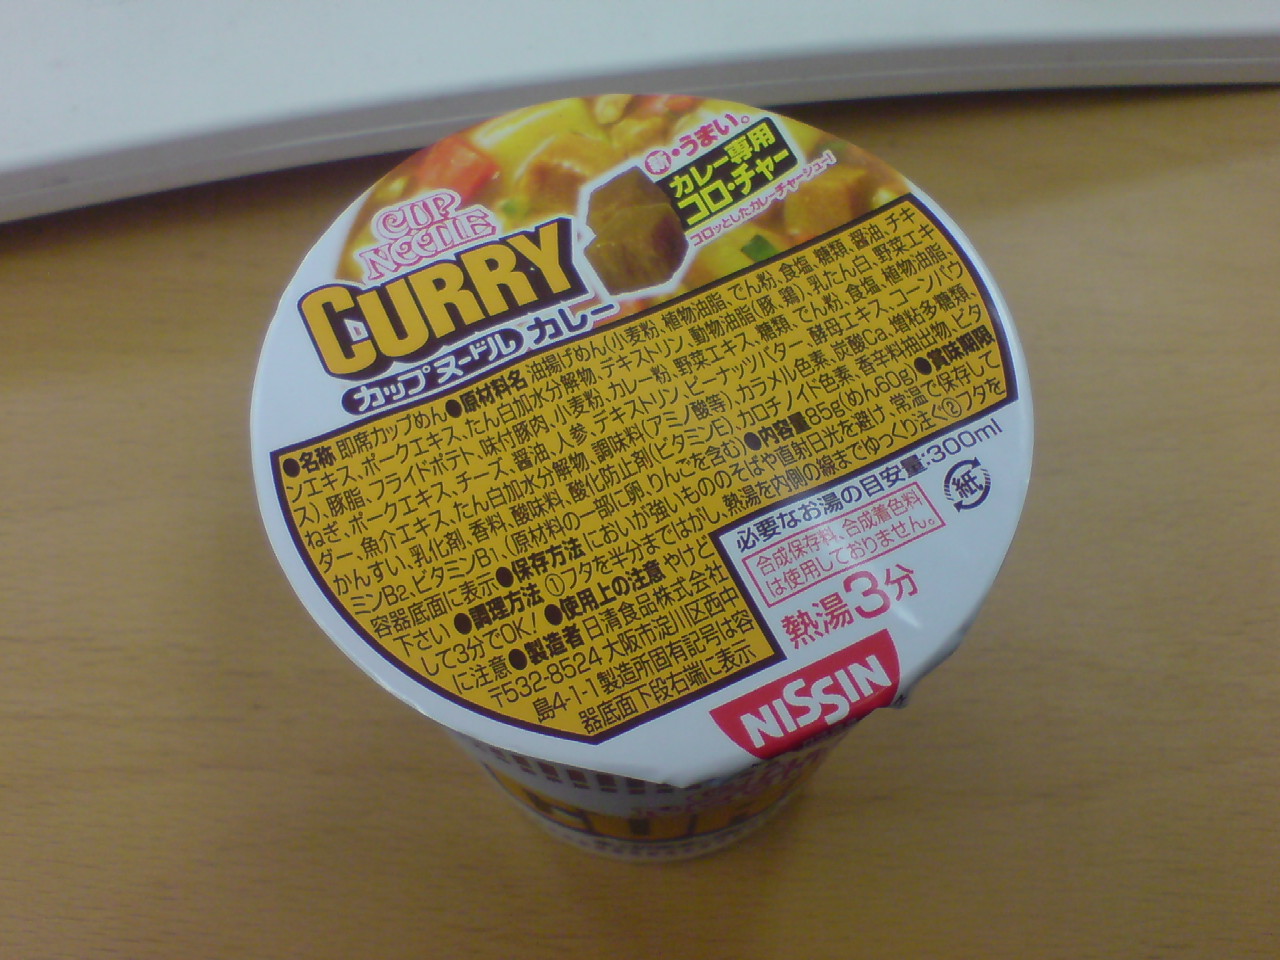 新・うまい。
カレー専用
コロ・チャー
コロッとしたカレーチャーシュー!
CUP
NOODLE
CURRY
カップヌードル カレー
●名称 即席カップめん●原材料名 油揚げめん(小麦粉、植物油脂、でん粉、食塩、糖類、醤油、チキ
ンエキス、ポークエキス、たん白加水分解物、デキストリン、動物油脂(豚、鶏)、乳たん白、野菜エキ
ス)、豚脂、フライドポテト、味付豚肉、小麦粉、カレー粉、野菜エキス、糖類、でん粉、食塩、植物油脂、
ねぎ、ポークエキス、チーズ、醤油、人参、デキストリン、ピーナッツバター、酵母エキス、コーンパウ
ダー、魚介エキス、たん白加水分解物、調味料(アミノ酸等)、カラメル色素、炭酸Ca、増粘多糖類、
かんすい、乳化剤、香料、酸味料、酸化防止剤(ビタミンE)、カロチノイド色素、香辛料抽出物、ビタ
ミンB2、ビタミンB1、(原材料の一部に卵、りんごを含む)●内容量85g(めん60g)●賞味期限
容器底面に表示●保存方法 においが強いもののそばや直射日光を避け、常温で保存して
下さい●調理方法 ①フタを半分まではがし、熱湯を内側の線までゆっくり注ぐ②フタを
して3分でOK!●使用上の注意 やけど
に注意●製造者 日清食品株式会社
〒532-8524 大阪市淀川区西中
島4-1-1 製造所固有記号は容
器底面下段右端に表示
必要なお湯の目安量:300ml
紙
合成保存料、合成着色料
は使用しておりません。
熱湯3分
NISSIN